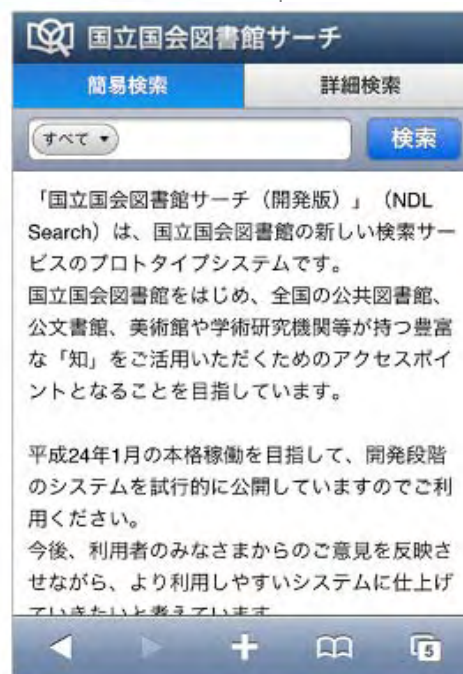 国立国会図書館サーチ
簡易検索
詳細検索
すべて
検索
「国立国会図書館サーチ（開発版）」（NDL
Search）は、国立国会図書館の新しい検索サー
ビスのプロトタイプシステムです。
国立国会図書館をはじめ、全国の公共図書館、
公文書館、美術館や学術研究機関等が持つ豊富
な「知」をご活用いただくためのアクセスポイ
ントとなることを目指しています。
平成24年1月の本格稼働を目指して、開発段階
のシステムを試行的に公開していますのでご利
用ください。
今後、利用者のみなさまからのご意見を反映さ
せながら、より利用しやすいシステムに仕上げ
ていきたいと考えています
5